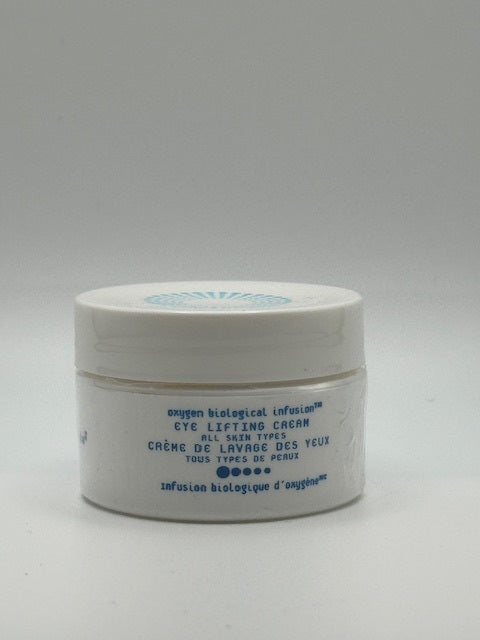 oxygen biological infusion™
EYE LIFTING CREAM
ALL SKIN TYPES
CRÈME DE LAVAGE DES YEUX
TOUS TYPES DE PEAUX
Infusion biologique d'oxygéne